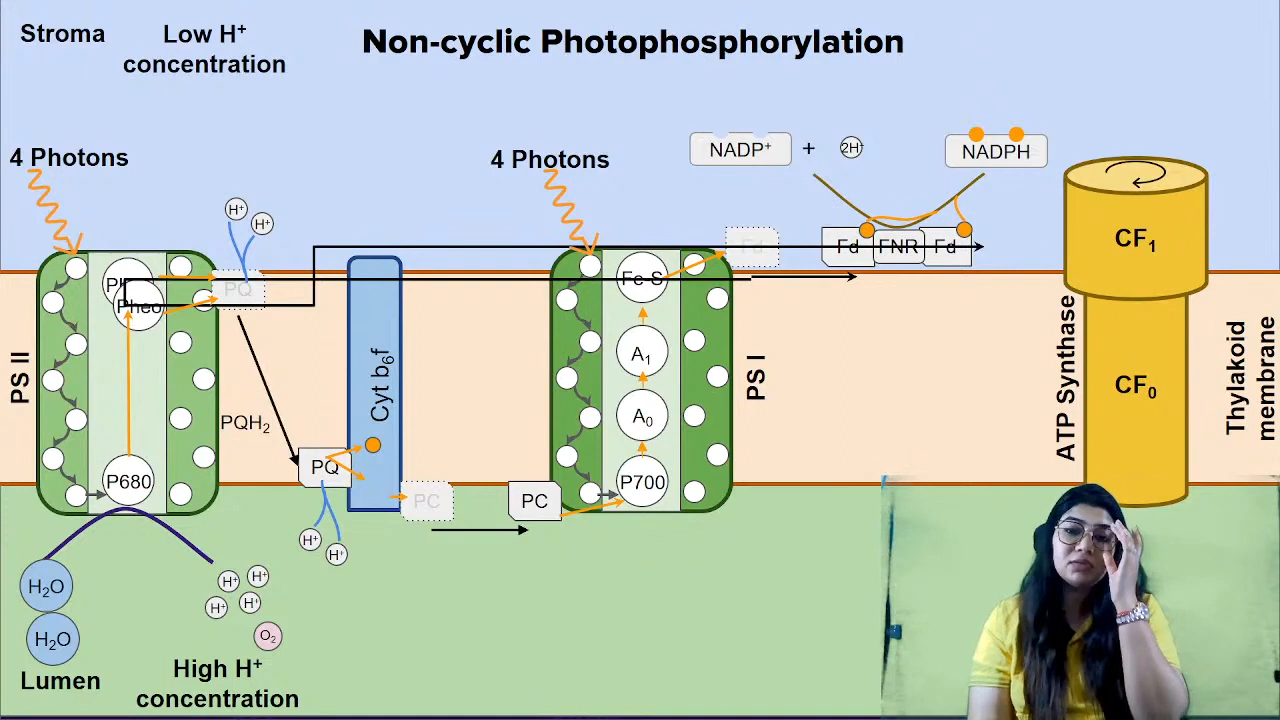 Stroma
Low H⁺
concentration
Non-cyclic Photophosphorylation
4 Photons
4 Photons
NADP⁺
+
2H⁺
NADPH
H⁺
H⁺
Fd
Fd
FNR
Fd
CF₁
Pheo
PQ
Fe-S
PS II
Cyt b₆f
A₁
A₀
PS I
ATP Synthase
CF₀
Thylakoid
membrane
PQH₂
PQ
P680
P700
PC
PC
H⁺
H⁺
H₂O
H₂O
H⁺
H⁺
H⁺
H⁺
O₂
Lumen
High H⁺
concentration